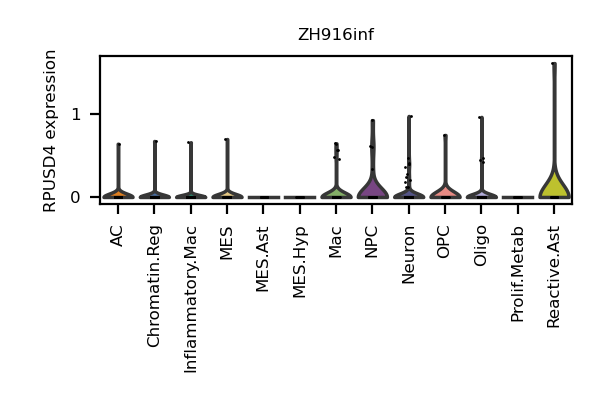 ZH916inf
RPUSD4 expression
1
0
AC
Chromatin.Reg
Inflammatory.Mac
MES
MES.Ast
MES.Hyp
Mac
NPC
Neuron
OPC
Oligo
Prolif.Metab
Reactive.Ast